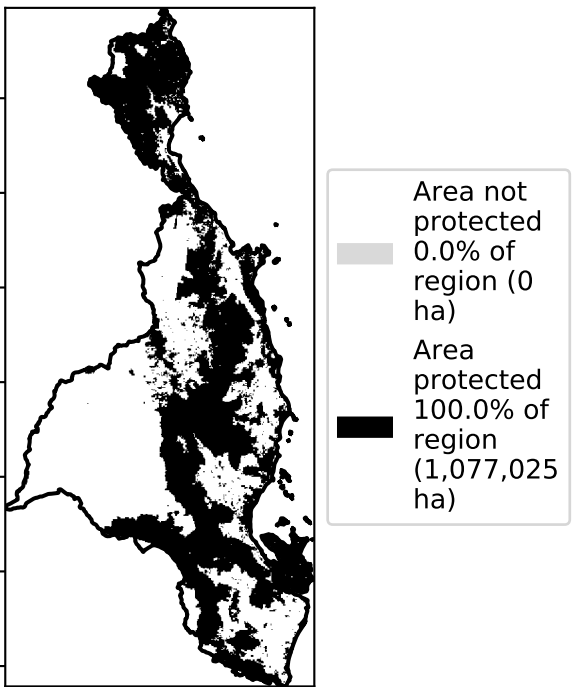 Area not
protected
0.0% of
region (0
ha)
Area
protected
100.0% of
region
(1,077,025
ha)